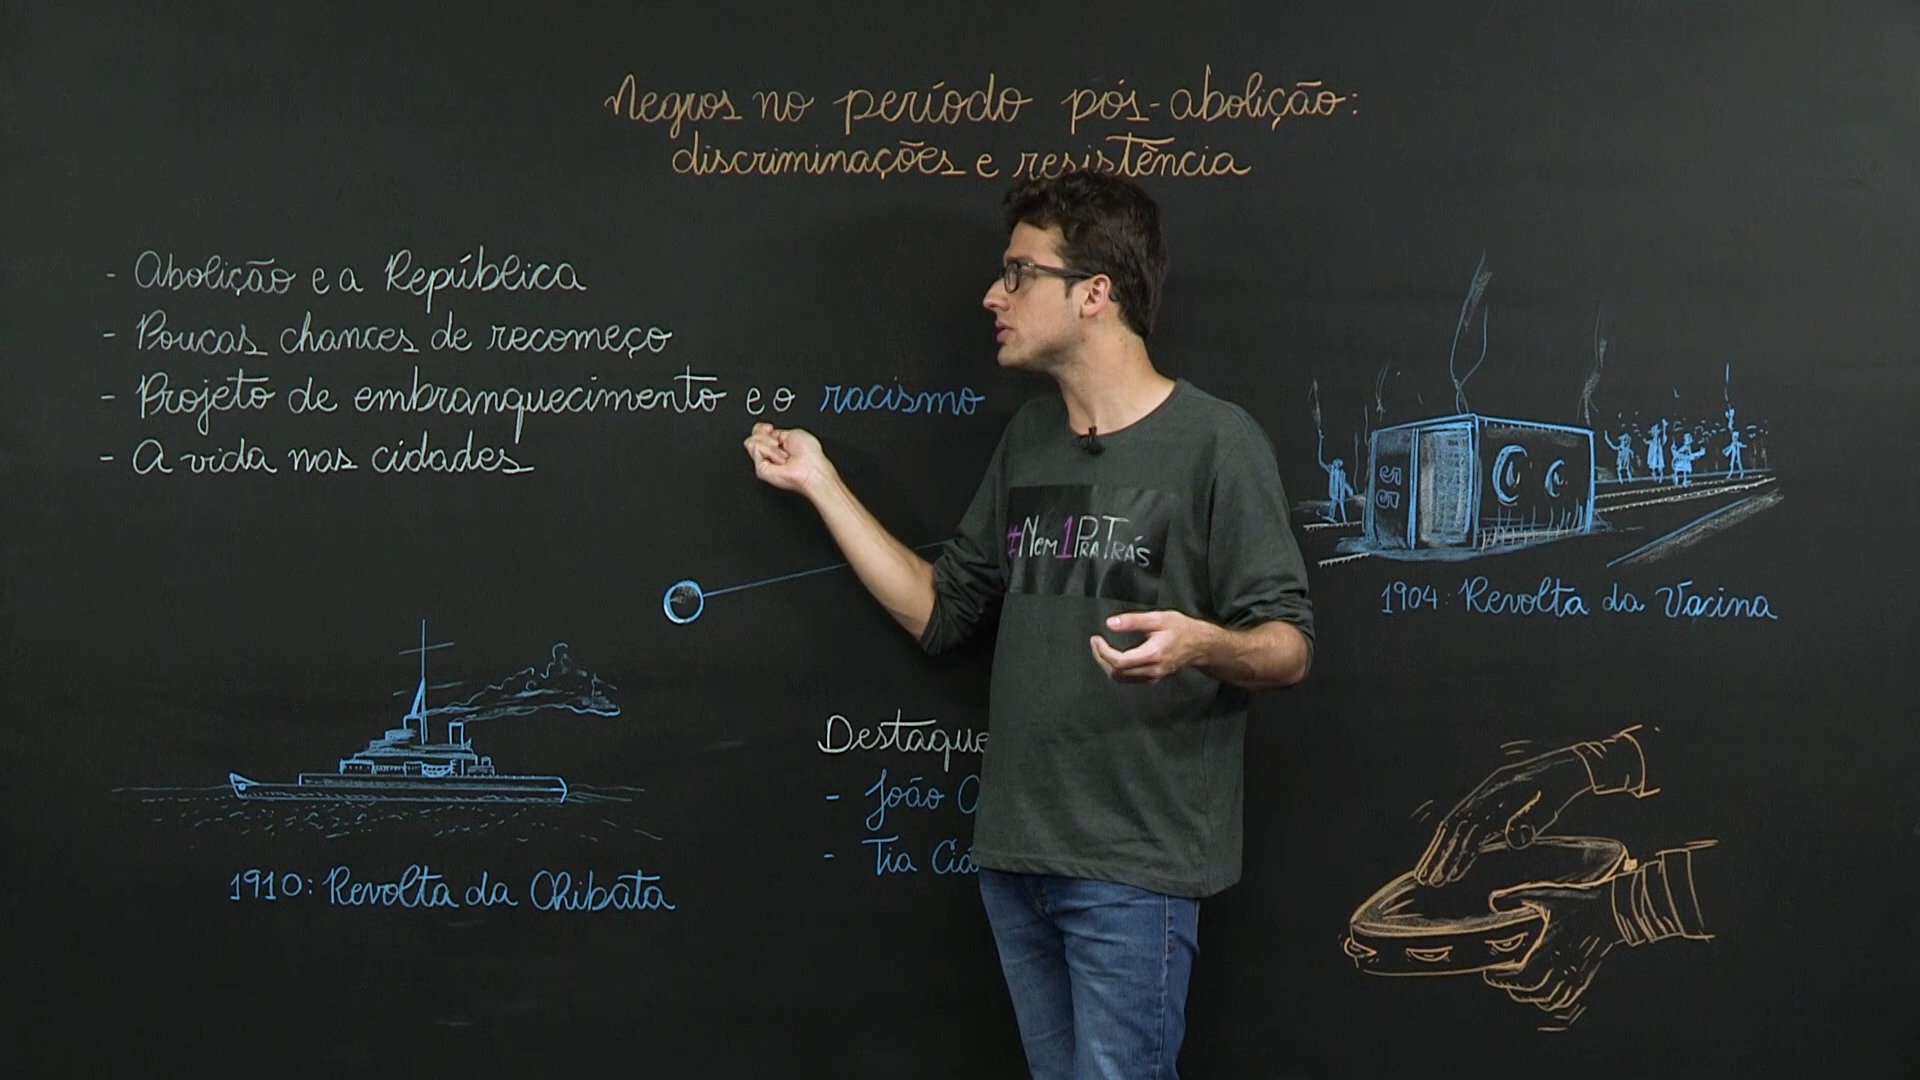 Negros no período pós-abolição:
discriminações e resistência
- Abolição e a República
- Poucas chances de recomeço
- Projeto de embranquecimento e o racismo
- A vida nas cidades
#Nem1PraTrás
1904: Revolta da Vacina
1910: Revolta da Chibata
Destaque
- João
- Tia